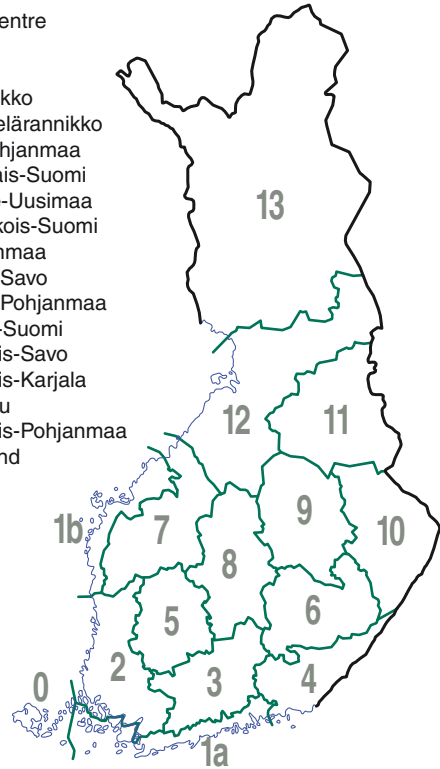 entre
kko
elärannikko
hjanmaa
ais-Suomi
-Uusimaa
kois-Suomi
nmaa
Savo
Pohjanmaa
-Suomi
is-Savo
is-Karjala
u
is-Pohjanmaa
nd
13
12
11
1b
7
9
10
8
5
6
0
2
3
4
1a